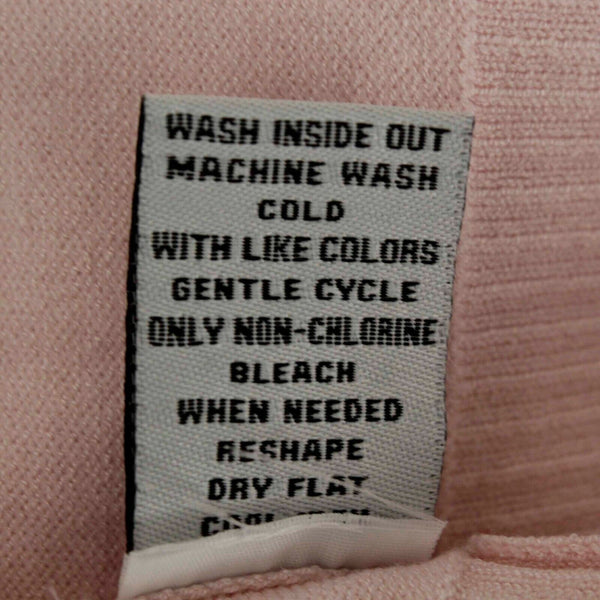 WASH INSIDE OUT
MACHINE WASH
COLD
WITH LIKE COLORS
GENTLE CYCLE
ONLY NON-CHLORINE
BLEACH
WHEN NEEDED
RESHAPE
DRY FLAT
COOL